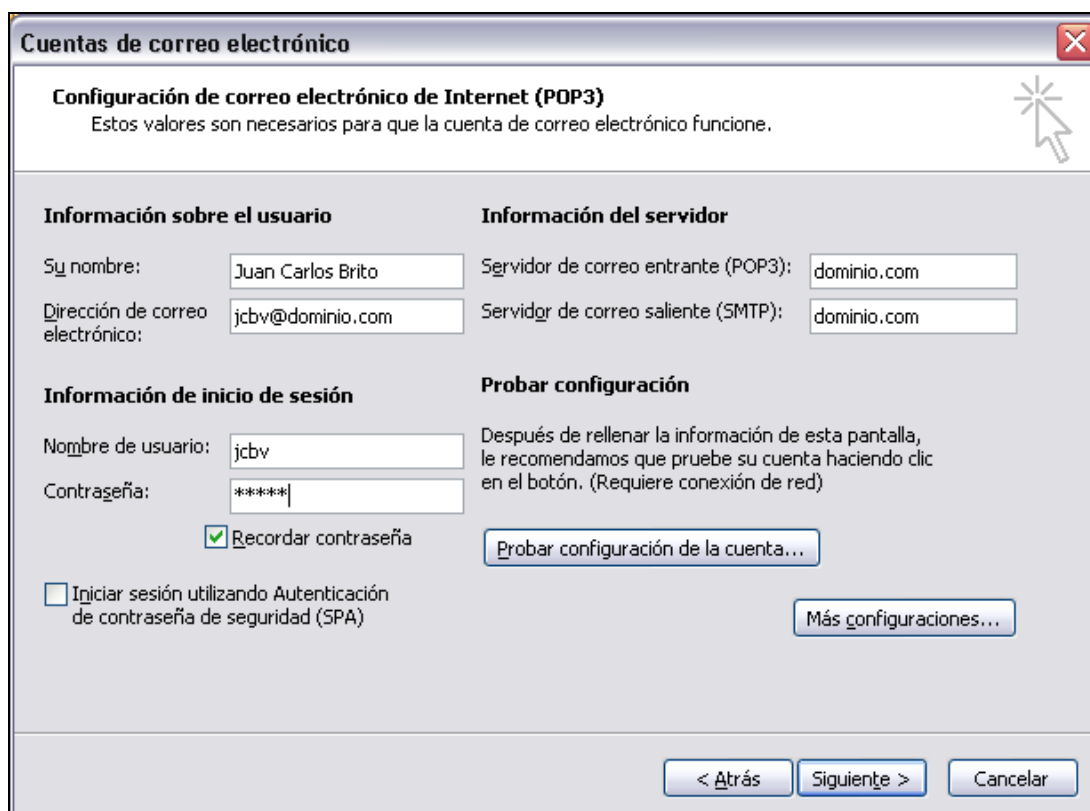 Cuentas de correo electrónico
Configuración de correo electrónico de Internet (POP3)
Estos valores son necesarios para que la cuenta de correo electrónico funcione.
Información sobre el usuario
Su nombre: Juan Carlos Brito
Dirección de correo
electrónico: jcbv@dominio.com
Información del servidor
Servidor de correo entrante (POP3): dominio.com
Servidor de correo saliente (SMTP): dominio.com
Información de inicio de sesión
Nombre de usuario: jcbv
Contraseña: *****
Recordar contraseña
Iniciar sesión utilizando Autenticación
de contraseña de seguridad (SPA)
Probar configuración
Después de rellenar la información de esta pantalla,
le recomendamos que pruebe su cuenta haciendo clic
en el botón. (Requiere conexión de red)
Probar configuración de la cuenta...
Más configuraciones...
< Atrás
Siguiente >
Cancelar